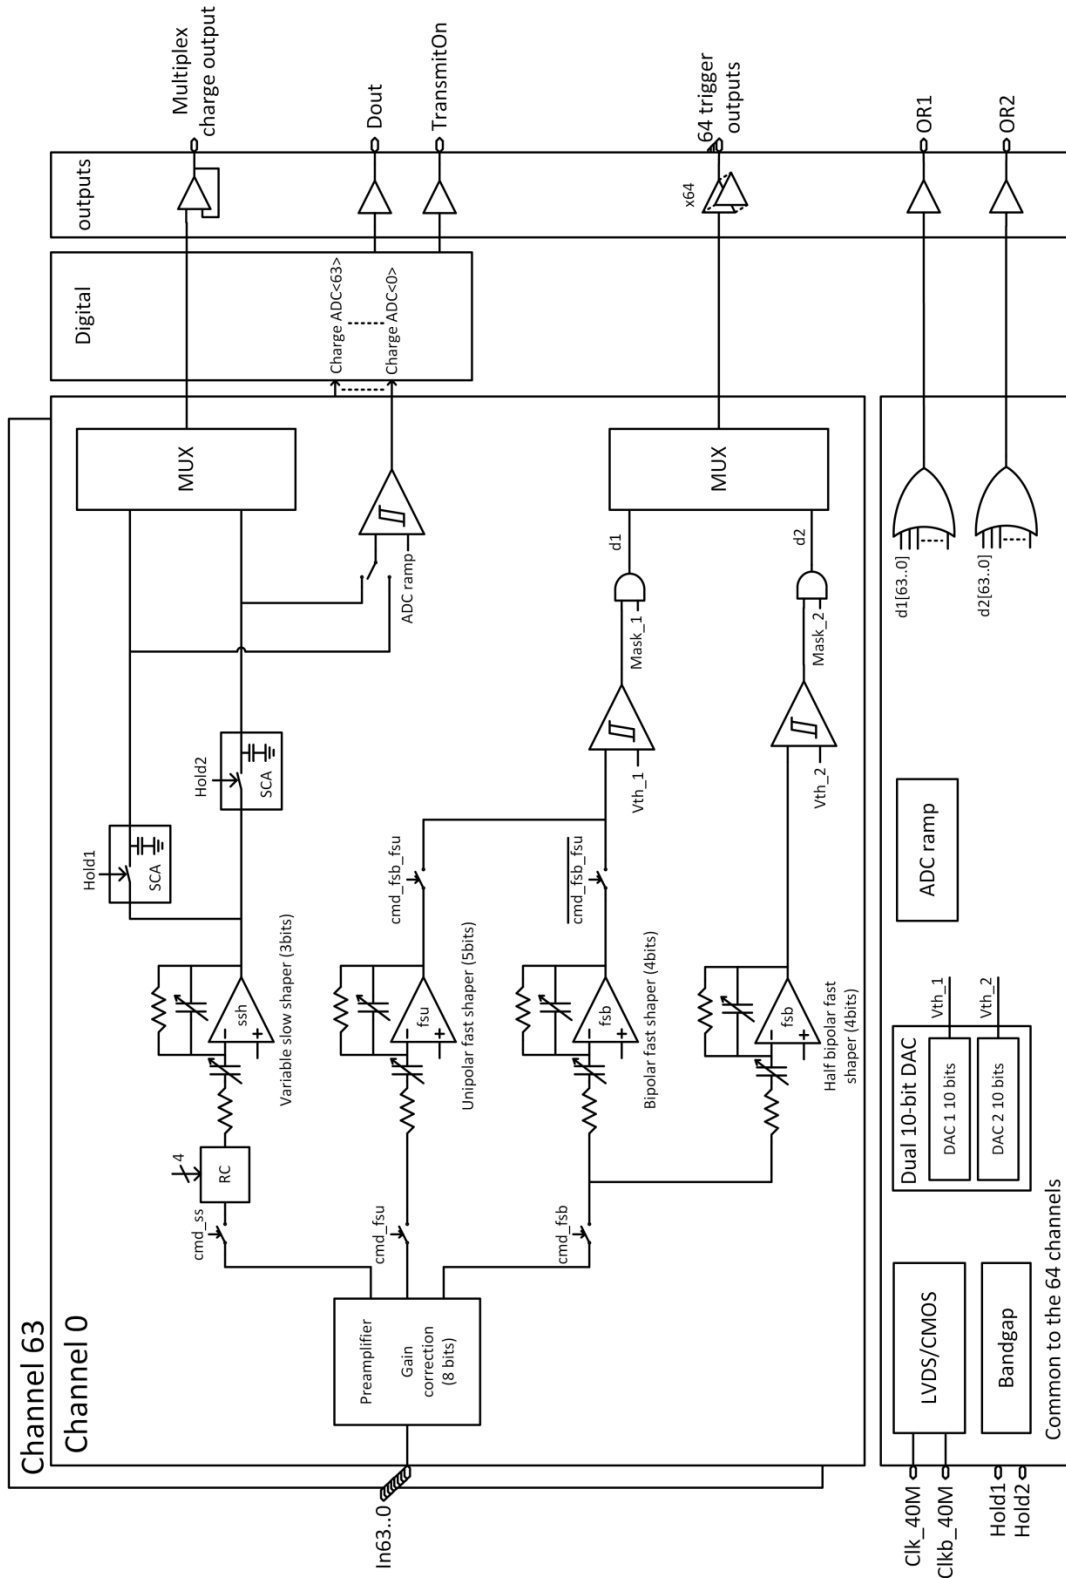 Channel 63
Channel 0
In63..0
Preamplifier
Gain
correction
(8 bits)
cmd_ss
4
RC
ssh
Variable slow shaper (3bits)
Hold1
SCA
Hold2
SCA
MUX
cmd_fsu
fsu
Unipolar fast shaper (5bits)
cmd_fsb_fsu
ADC ramp
cmd_fsb
fsb
Bipolar fast shaper (4bits)
cmd_fsb_fsu
Vth_1
Mask_1
d1
fsb
Half bipolar fast
shaper (4bits)
Vth_2
Mask_2
d2
MUX
Digital
Charge ADC<63>
Charge ADC<0>
outputs
x64
Multiplex
charge output
Dout
TransmitOn
64 trigger
outputs
OR1
OR2
Clk_40M
Clkb_40M
Hold1
Hold2
LVDS/CMOS
Bandgap
Dual 10-bit DAC
DAC 1 10 bits
DAC 2 10 bits
Vth_1
Vth_2
ADC ramp
d1[63..0]
d2[63..0]
Common to the 64 channels